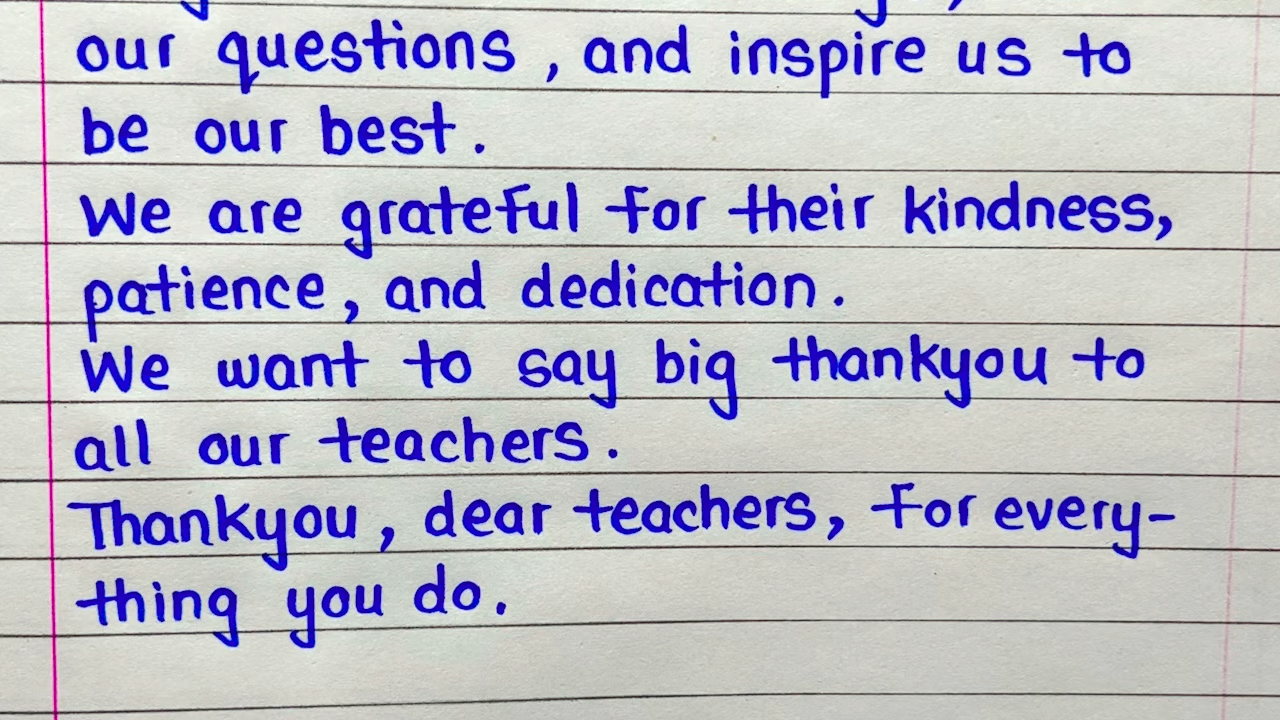 our questions , and inspire us to
be our best .
We are grateful for their kindness,
patience , and dedication .
We want to say big thankyou to
all our teachers .
Thankyou , dear teachers, for every-
thing you do .